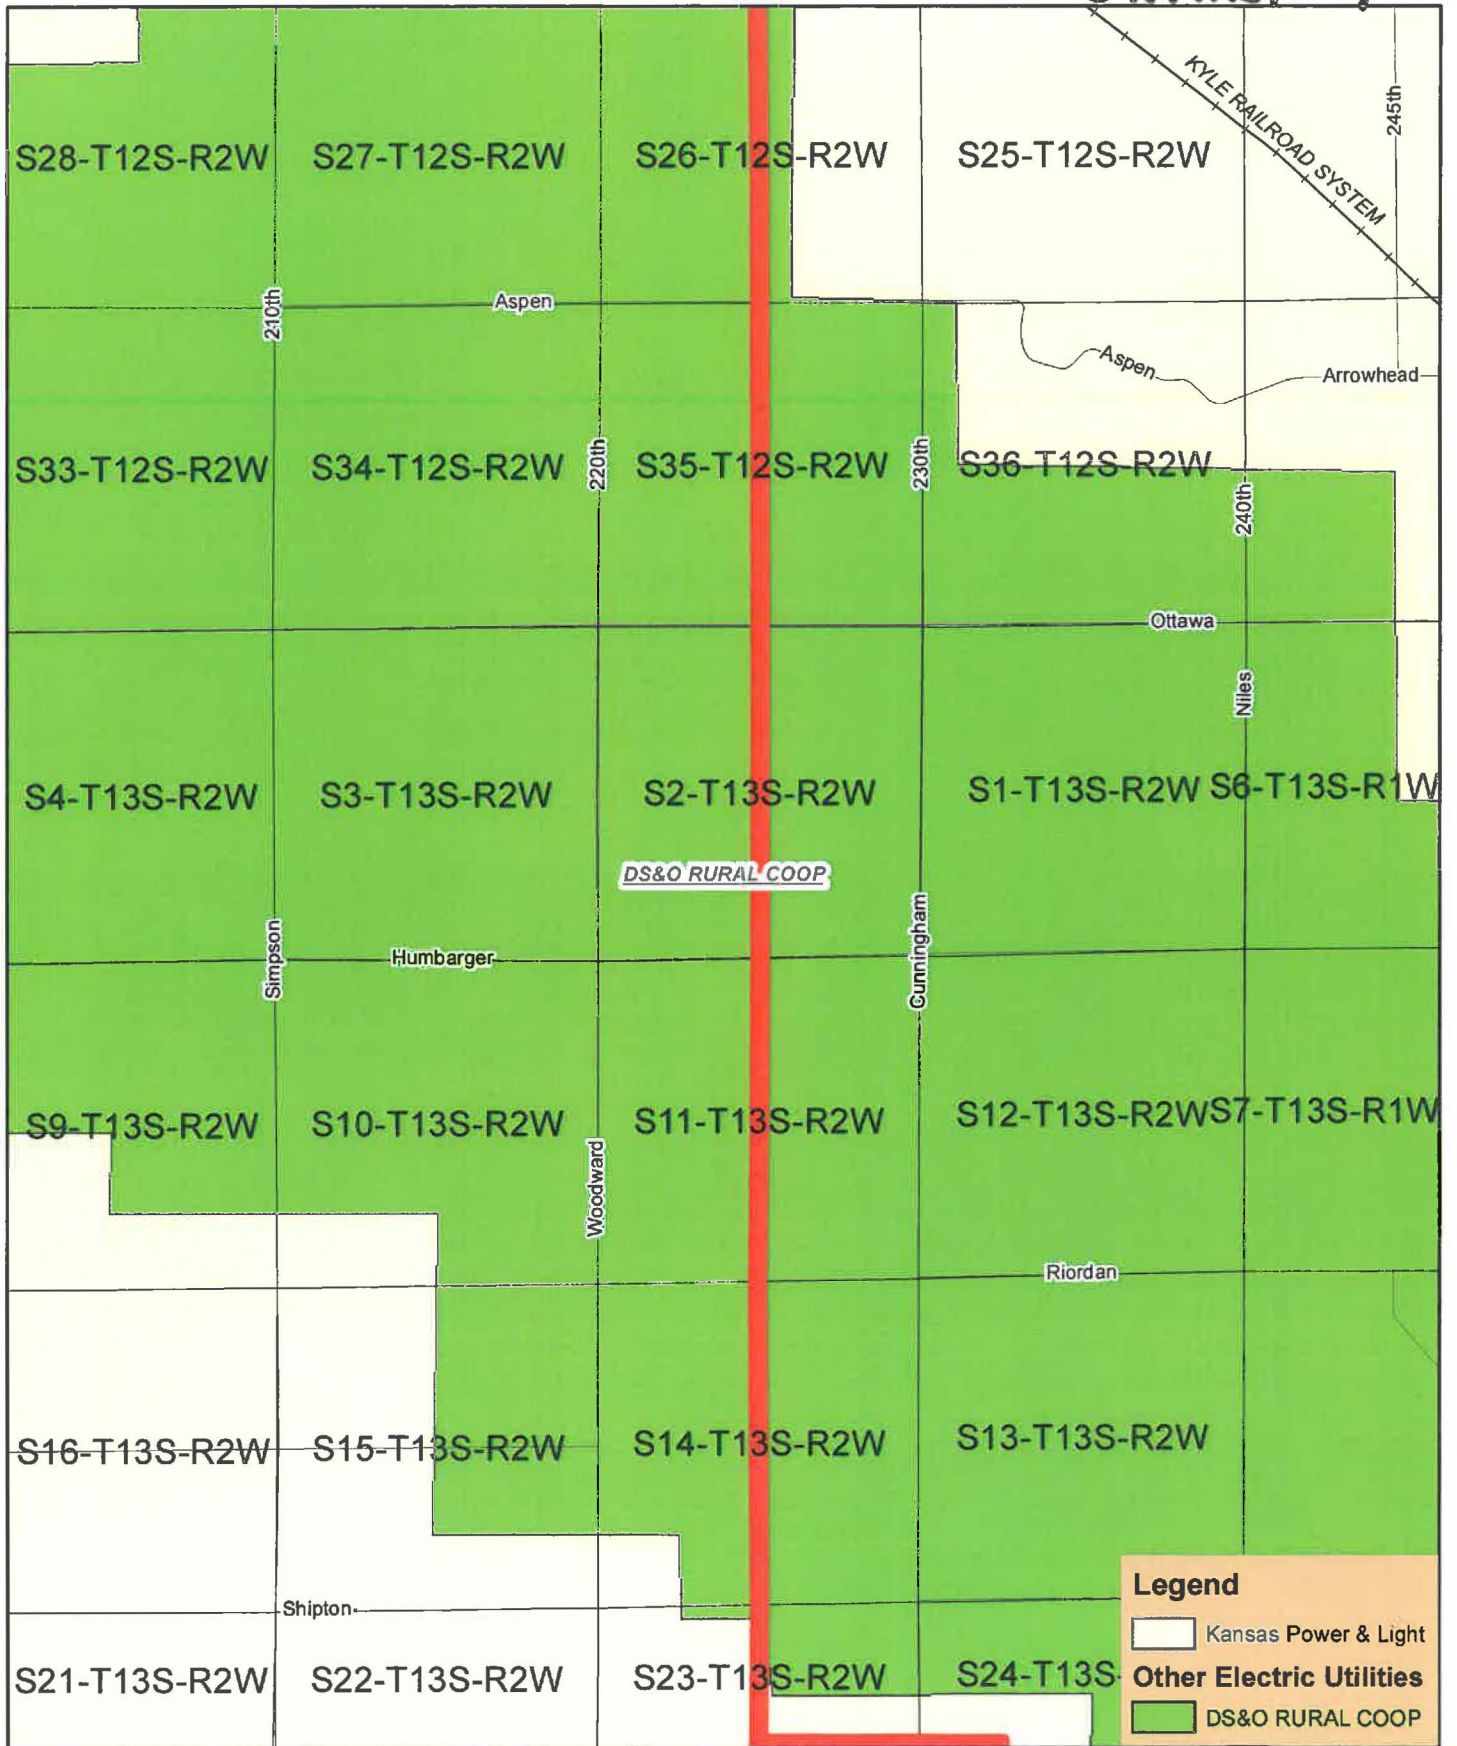 KYLE RAILROAD SYSTEM
245th
S28-T12S-R2W
S27-T12S-R2W
S26-T12S-R2W
S25-T12S-R2W
210th
Aspen
Aspen
Arrowhead
S33-T12S-R2W
S34-T12S-R2W
220th
S35-T12S-R2W
230th
S36-T12S-R2W
240th
Ottawa
Niles
S4-T13S-R2W
S3-T13S-R2W
S2-T13S-R2W
S1-T13S-R2W
S6-T13S-R1W
DS&O RURAL COOP
Simpson
Humbarger
Cunningham
S9-T13S-R2W
S10-T13S-R2W
S11-T13S-R2W
S12-T13S-R2W
S7-T13S-R1W
Woodward
Riordan
S16-T13S-R2W
S15-T13S-R2W
S14-T13S-R2W
S13-T13S-R2W
Shipton
S21-T13S-R2W
S22-T13S-R2W
S23-T13S-R2W
S24-T13S-
Legend
Kansas Power & Light
Other Electric Utilities
DS&O RURAL COOP